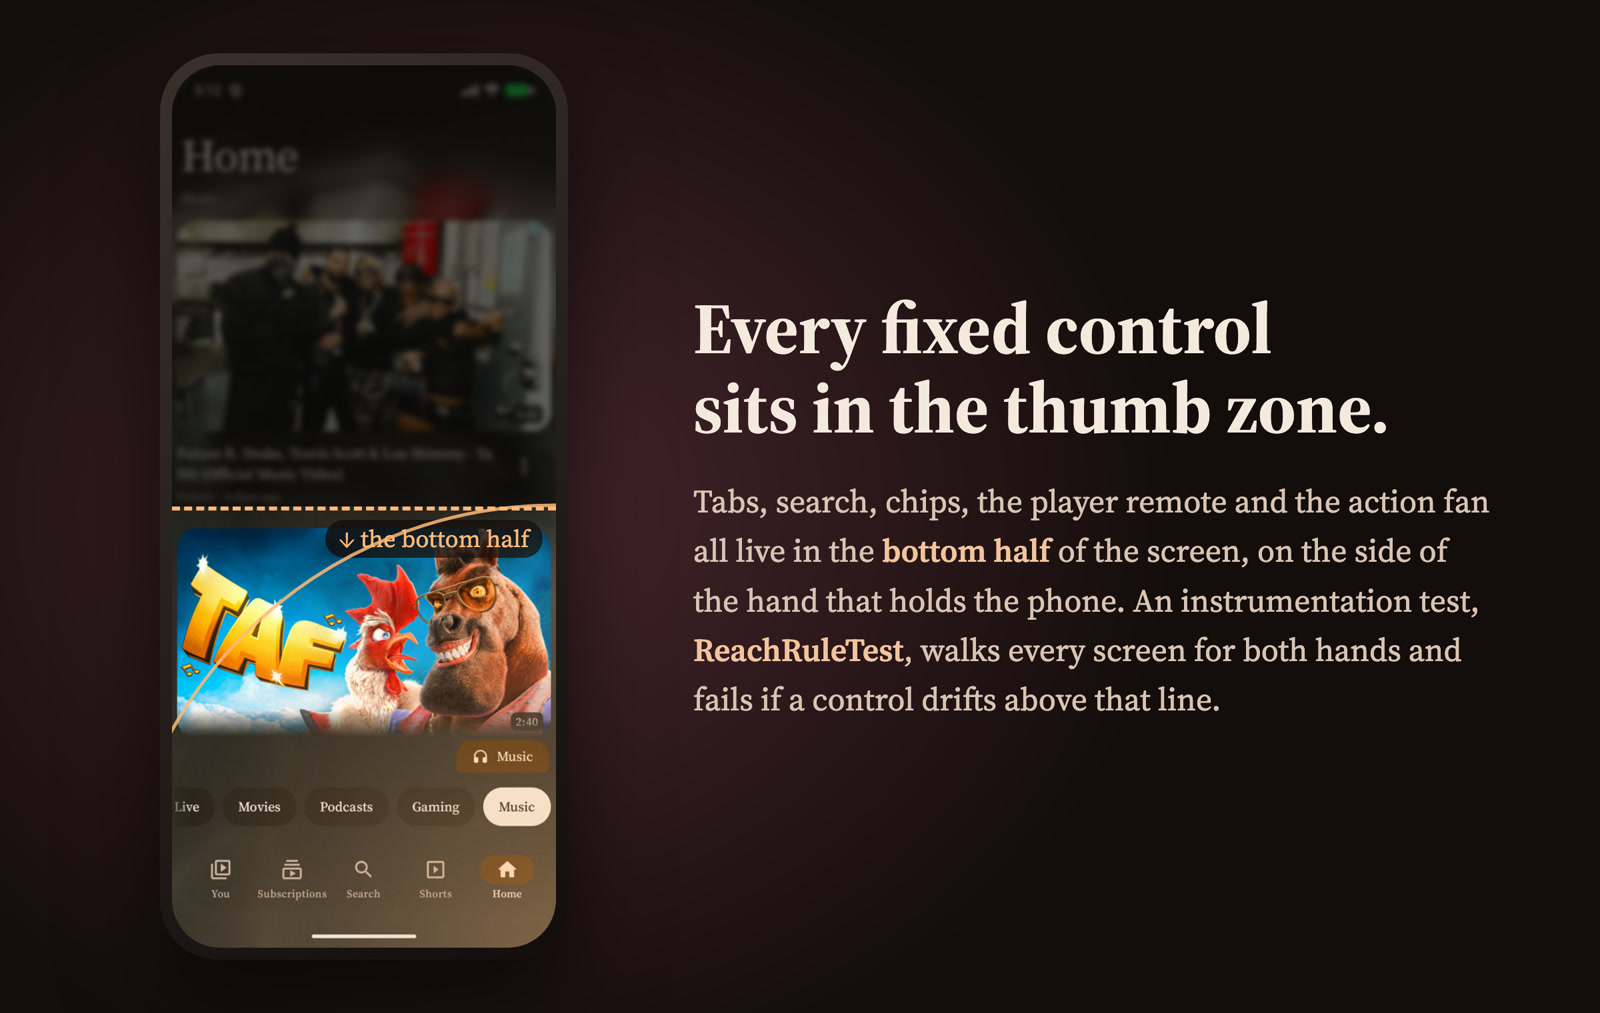 Home
Every fixed control
sits in the thumb zone.
Tabs, search, chips, the player remote and the action fan
all live in the bottom half of the screen, on the side of
the hand that holds the phone. An instrumentation test,
ReachRuleTest, walks every screen for both hands and
fails if a control drifts above that line.
↓ the bottom half
TAF
2:40
Music
Live Movies Podcasts Gaming Music
You Subscriptions Search Shorts Home